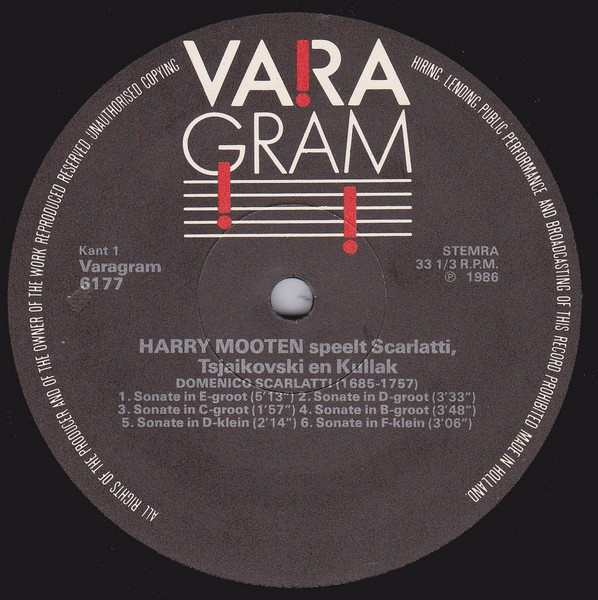 VARA
GRAM
ALL RIGHTS OF THE PRODUCER AND OF THE OWNER OF THE WORK REPRODUCED RESERVED. UNAUTHORISED COPYING,
HIRING, LENDING, PUBLIC PERFORMANCE AND BROADCASTING OF THIS RECORD PROHIBITED. MADE IN HOLLAND.
Kant 1
Varagram
6177
STEMRA
33 1/3 R.P.M.
℗ 1986
HARRY MOOTEN speelt Scarlatti,
Tsjaikovski en Kullak
DOMENICO SCARLATTI (1685-1757)
1. Sonate in E-groot (5'13") 2. Sonate in D-groot (3'33")
3. Sonate in C-groot (1'57") 4. Sonate in B-groot (3'48")
5. Sonate in D-klein (2'14") 6. Sonate in F-klein (3'06")